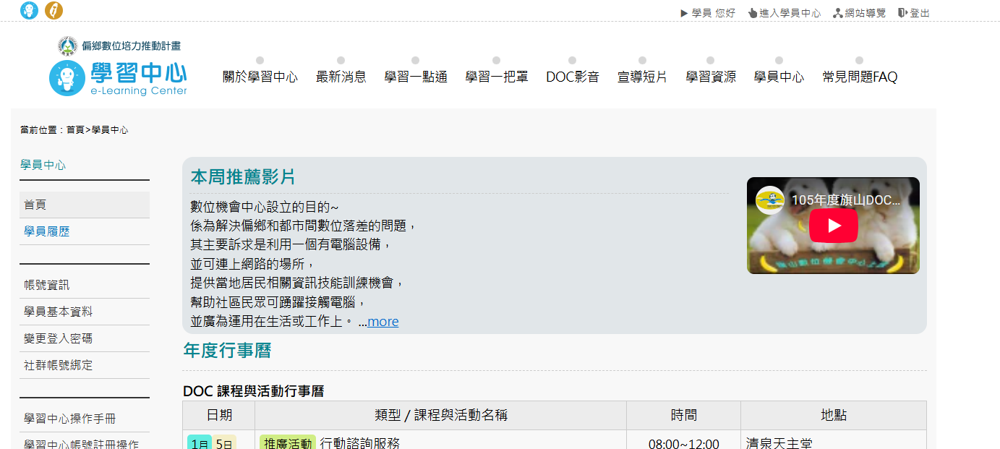 ▶ 學員 您好 進入學員中心 網站導覽 登出
偏鄉數位培力推動計畫
學習中心
e-Learning Center
關於學習中心 最新消息 學習一點通 學習一把罩 DOC影音 宣導短片 學習資源 學員中心 常見問題FAQ
當前位置：首頁>學員中心
學員中心
首頁
學員履歷
帳號資訊
學員基本資料
變更登入密碼
社群帳號綁定
學習中心操作手冊
學習中心帳號註冊操作
本周推薦影片
數位機會中心設立的目的~
係為解決偏鄉和都市間數位落差的問題，
其主要訴求是利用一個有電腦設備，
並可連上網路的場所，
提供當地居民相關資訊技能訓練機會，
幫助社區民眾可踴躍接觸電腦，
並廣為運用在生活或工作上。 ...more
105年度旗山DOC...
年度行事曆
DOC 課程與活動行事曆
日期 類型 / 課程與活動名稱 時間 地點
1月 5日 推廣活動 行動諮詢服務 08:00~12:00 清泉天主堂